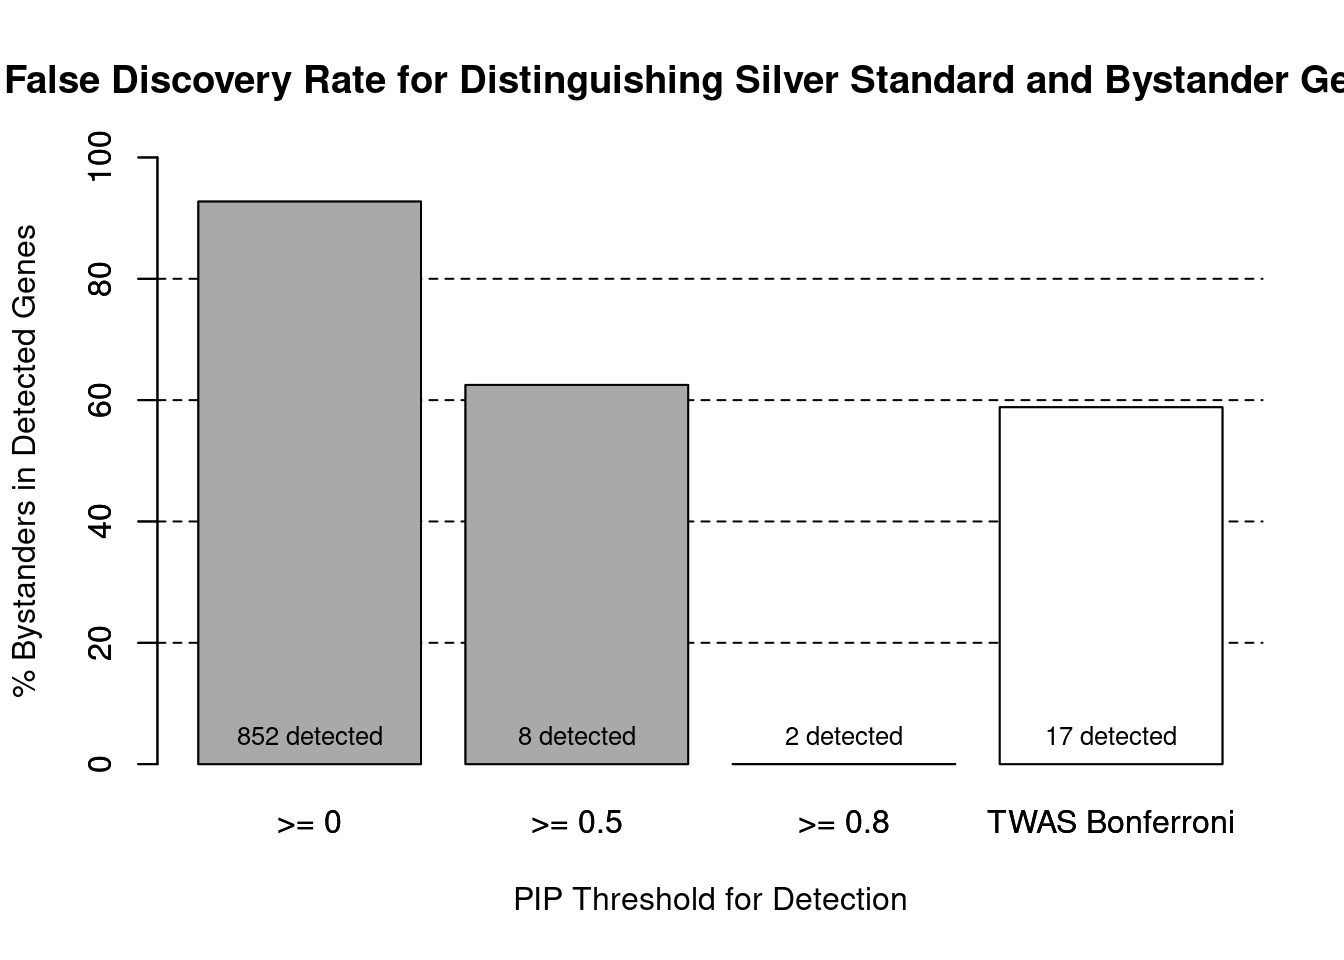 False Discovery Rate for Distinguishing Silver Standard and Bystander Ge
% Bystanders in Detected Genes
100
80
60
40
20
0
852 detected
8 detected
2 detected
17 detected
>= 0
>= 0.5
>= 0.8
TWAS Bonferroni
PIP Threshold for Detection